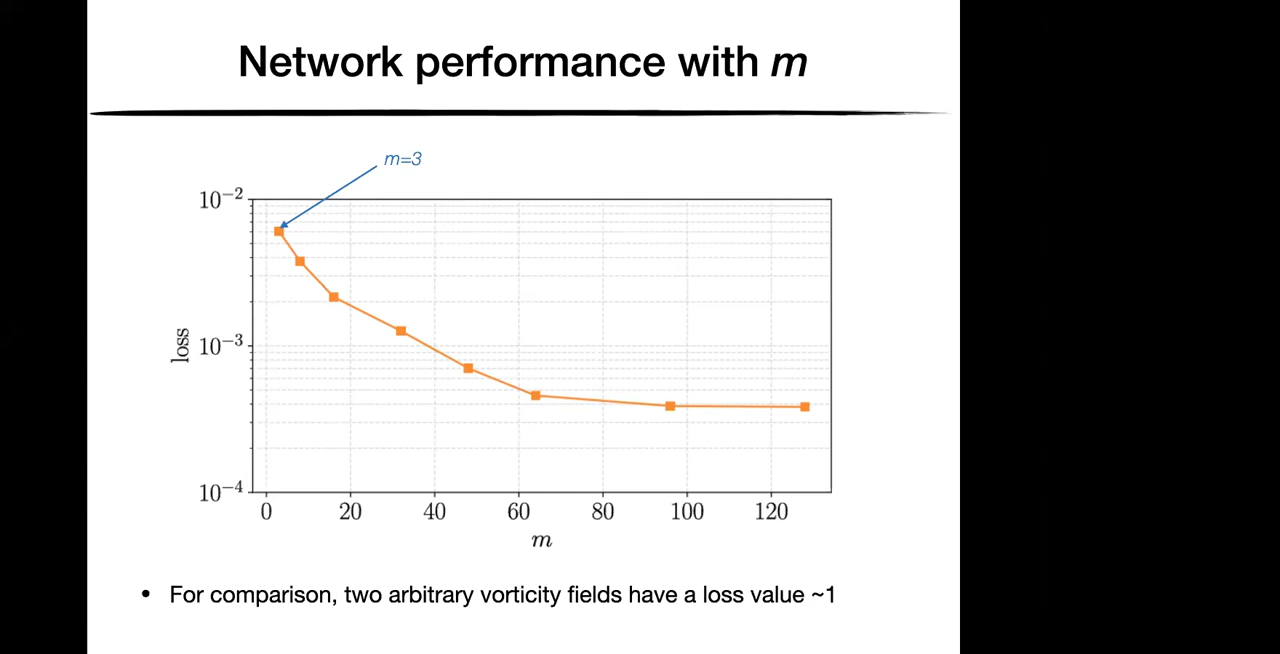 Network performance with m
m=3
10⁻²
10⁻³
10⁻⁴
loss
0 20 40 60 80 100 120
m
• For comparison, two arbitrary vorticity fields have a loss value ~1